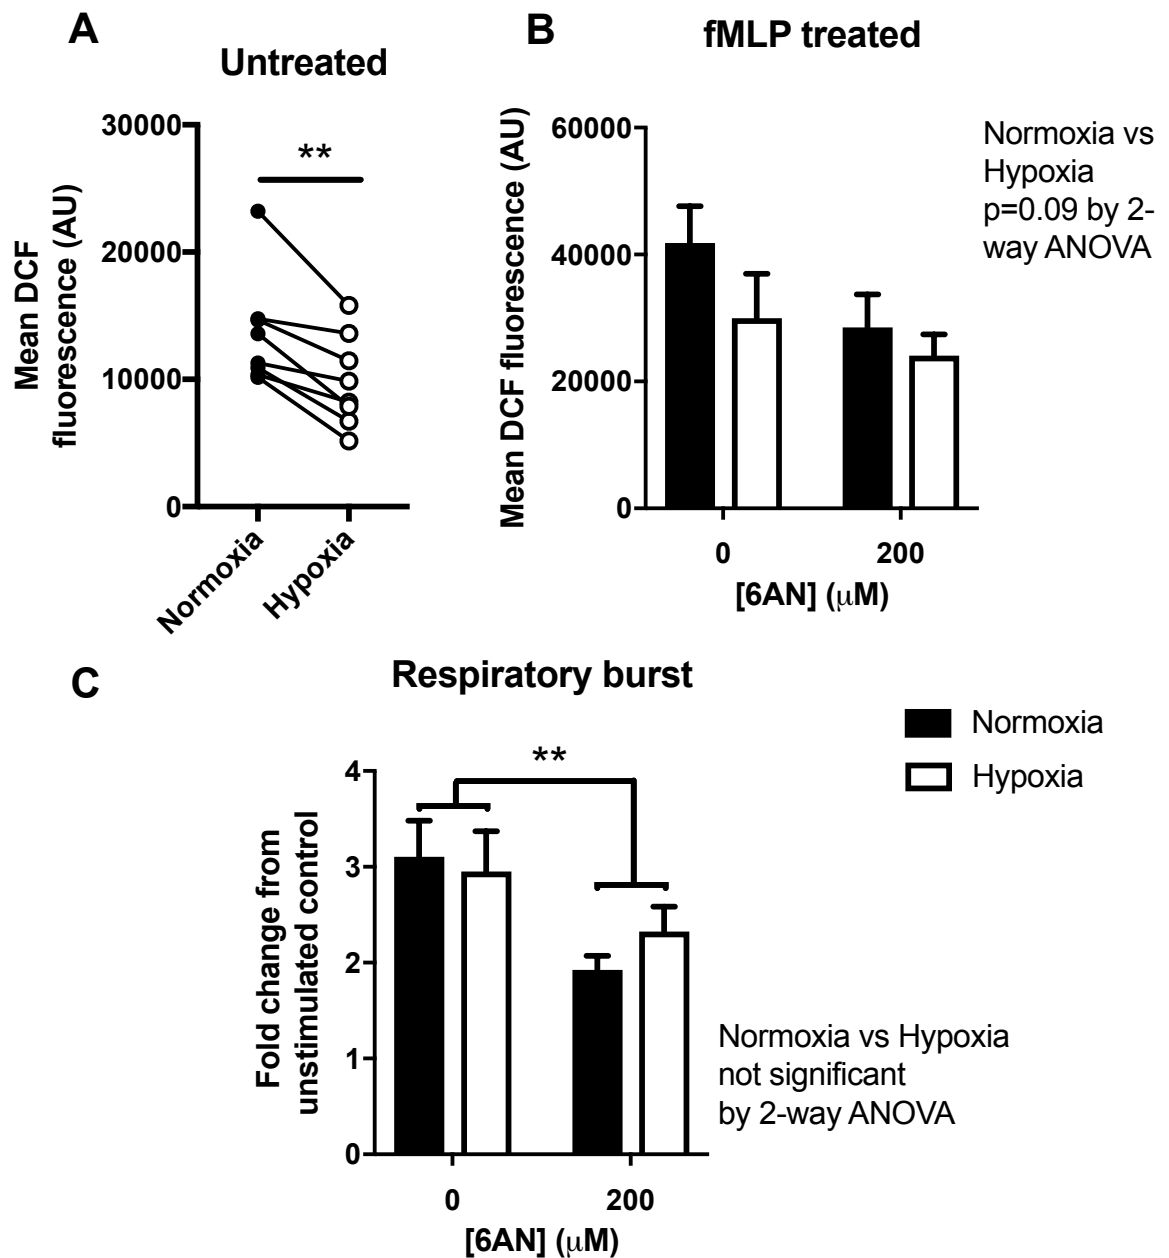 A
Untreated
Mean DCF
fluorescence (AU)
30000
20000
10000
0
**
Normoxia
Hypoxia
B
fMLP treated
Mean DCF fluorescence (AU)
60000
40000
20000
0
0
200
[6AN] (μM)
Normoxia vs
Hypoxia
p=0.09 by 2-
way ANOVA
C
Respiratory burst
Fold change from
unstimulated control
4
3
2
1
0
**
0
200
[6AN] (μM)
Normoxia
Hypoxia
Normoxia vs Hypoxia
not significant
by 2-way ANOVA